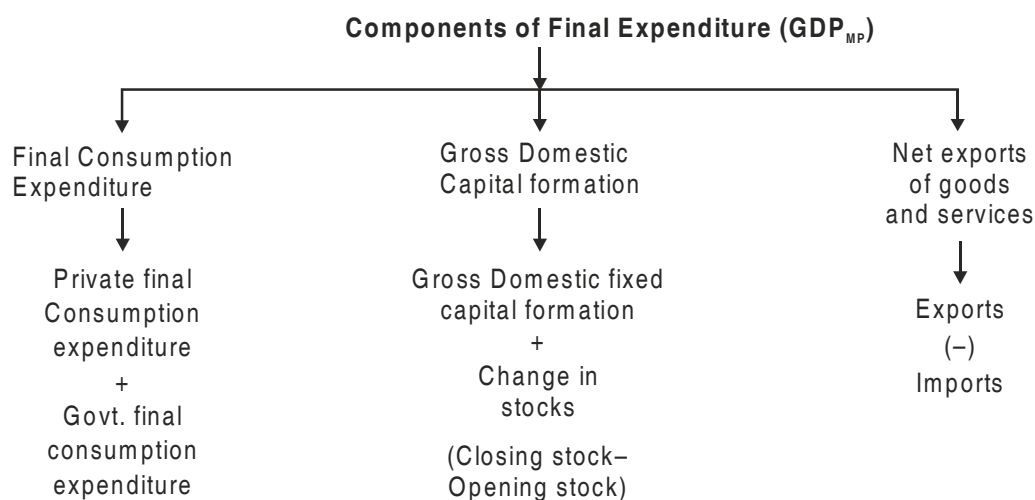 Components of Final Expenditure (GDPMP)
Final Consumption
Expenditure
Private final
Consumption
expenditure
+
Govt. final
consumption
expenditure
Gross Domestic
Capital formation
Gross Domestic fixed
capital formation
+
Change in
stocks
(Closing stock–
Opening stock)
Net exports
of goods
and services
Exports
(–)
Imports